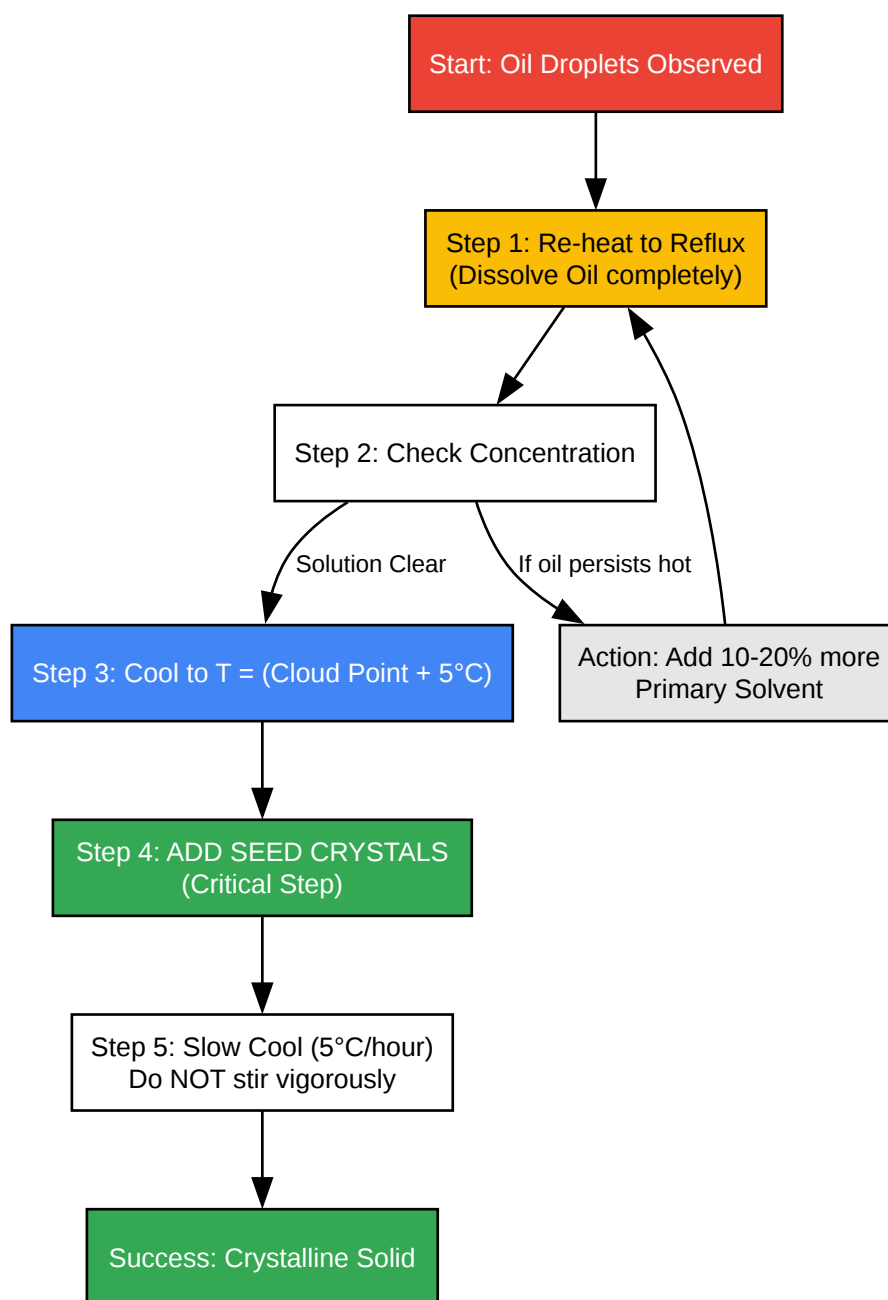 Start: Oil Droplets Observed
Step 1: Re-heat to Reflux
(Dissolve Oil completely)
Step 2: Check Concentration
Solution Clear
If oil persists hot
Step 3: Cool to T = (Cloud Point + 5°C)
Action: Add 10-20% more
Primary Solvent
Step 4: ADD SEED CRYSTALS
(Critical Step)
Step 5: Slow Cool (5°C/hour)
Do NOT stir vigorously
Success: Crystalline Solid